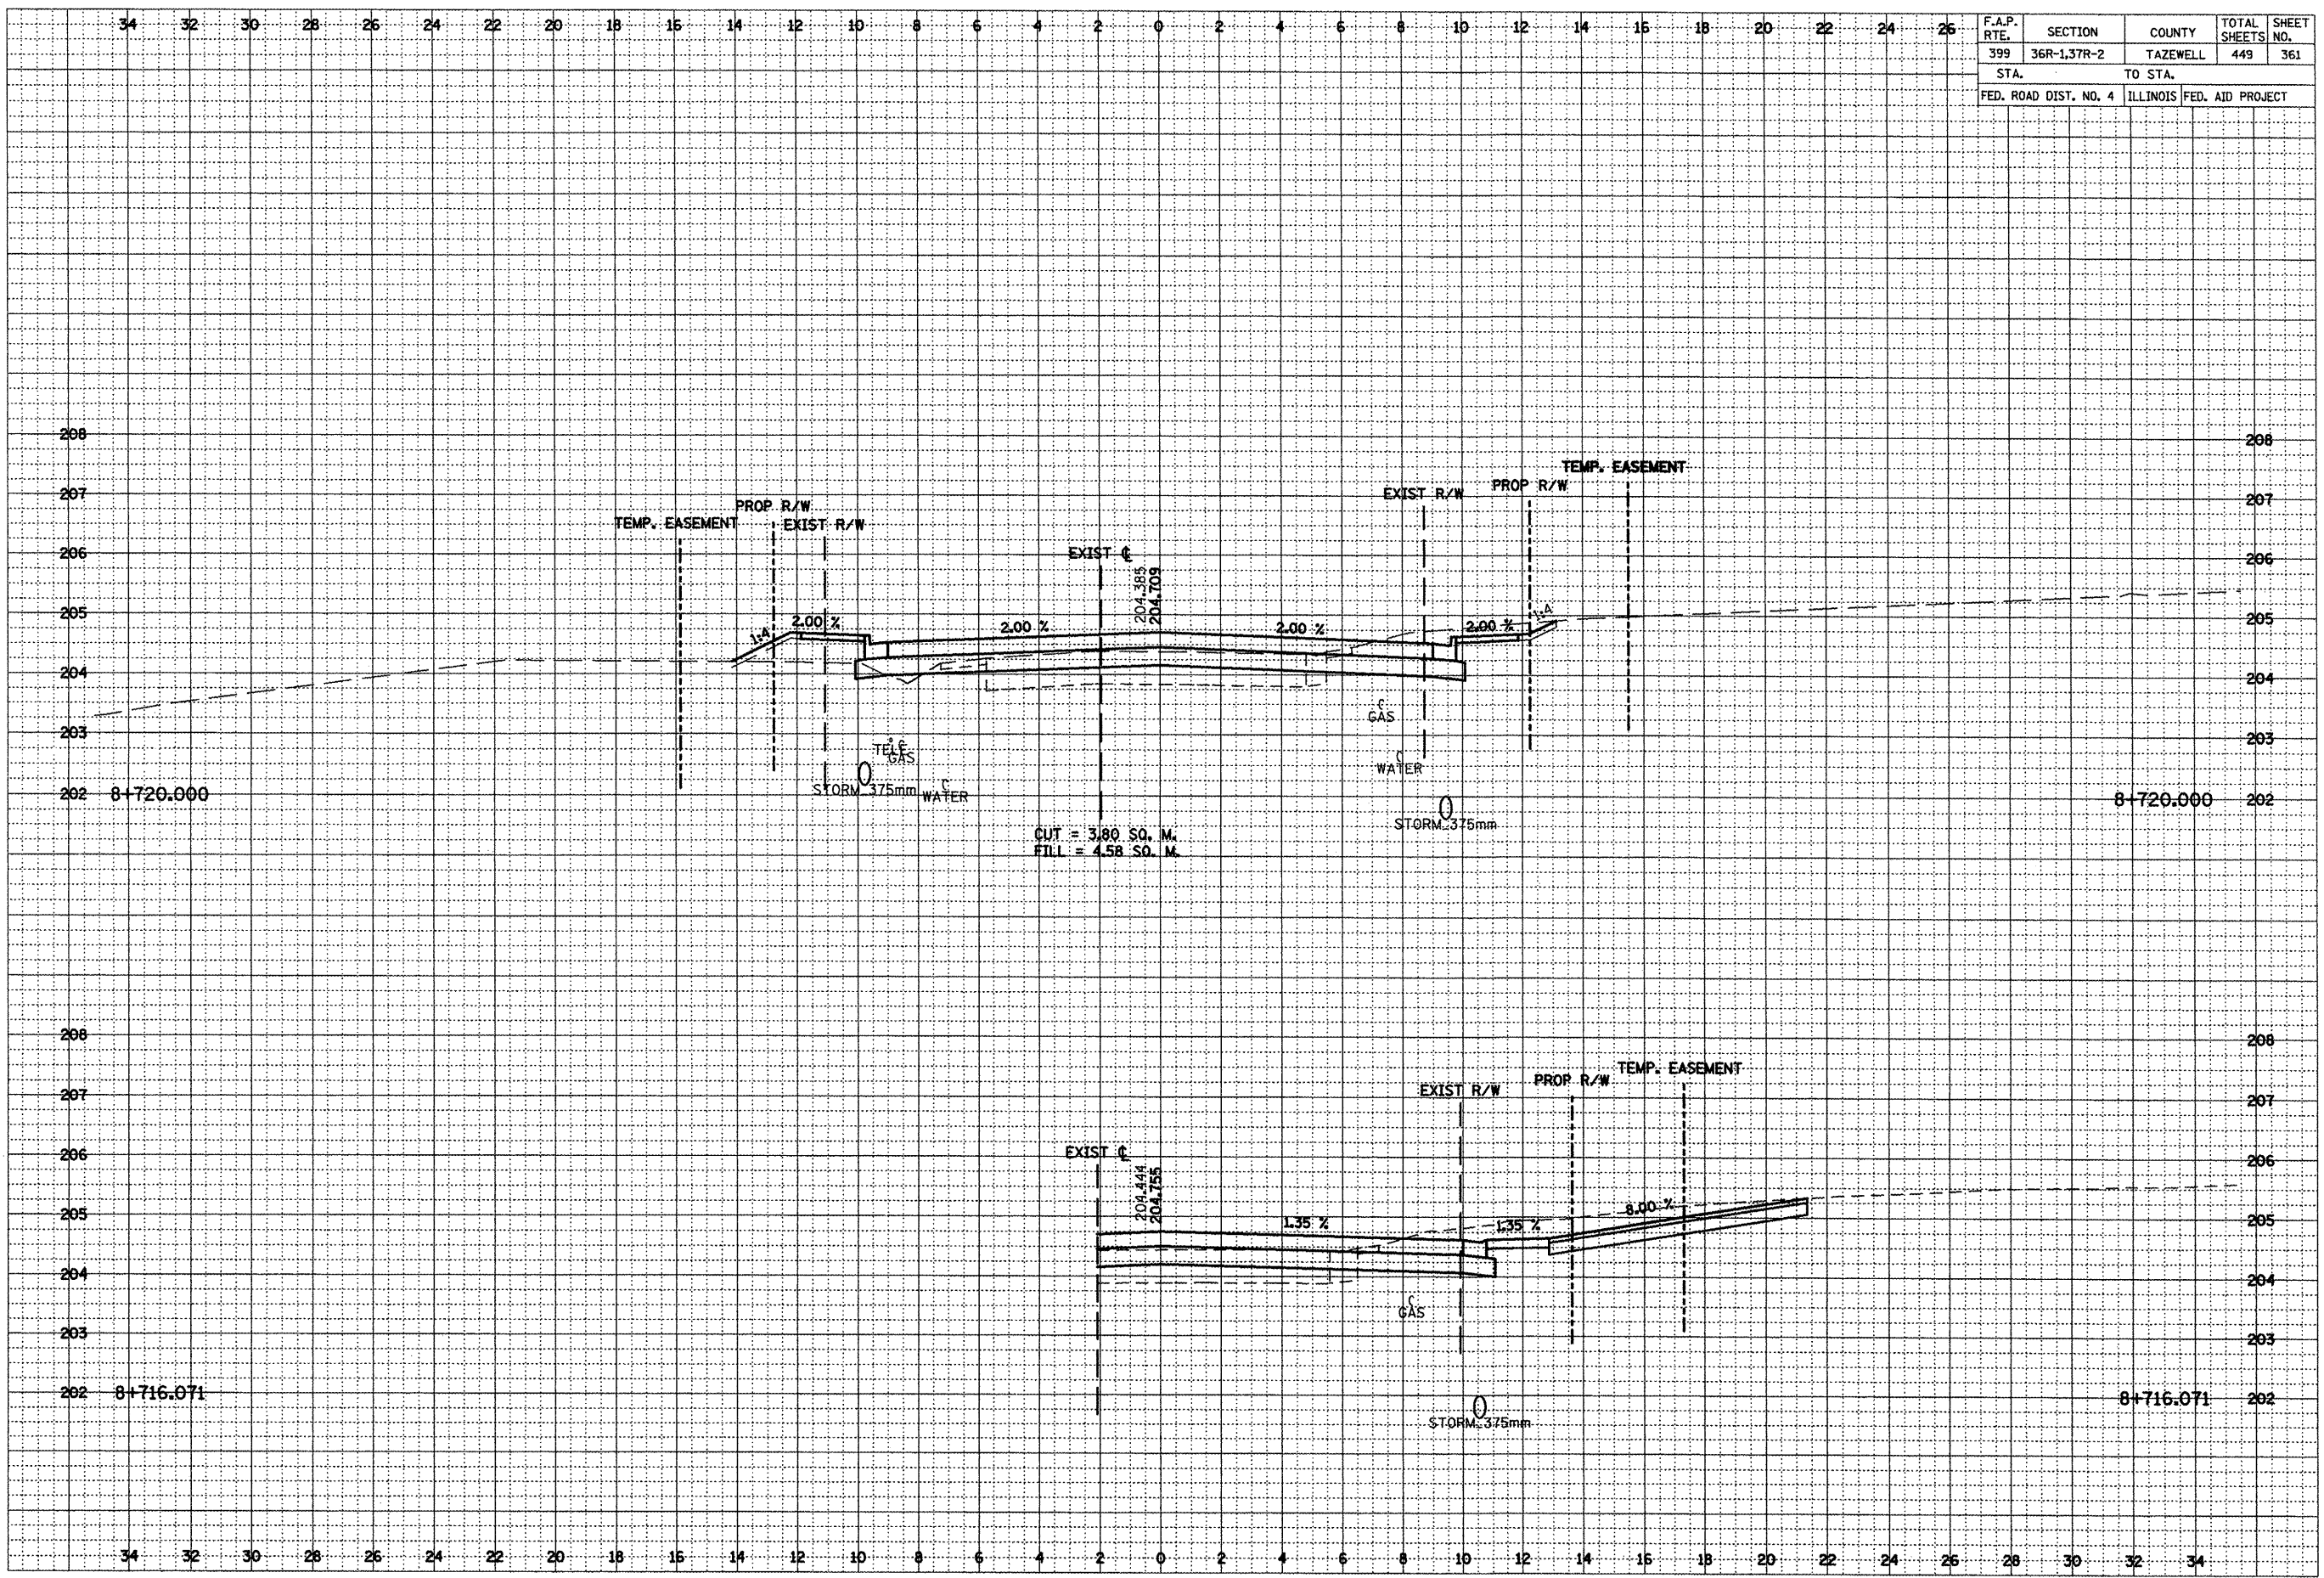 34 32 30 28 26 24 22 20 18 16 14 12 10 8 6 4 2 0 2 4 6 8 10 12 14 16 18 20 22 24 26
F.A.P. RTE. SECTION COUNTY TOTAL SHEETS SHEET NO.
399 36R-1,37R-2 TAZEWELL 449 361
STA. TO STA.
FED. ROAD DIST. NO. 4 ILLINOIS FED. AID PROJECT
208 208
TEMP. EASEMENT
PROP R/W
EXIST R/W
207 207
PROP R/W
TEMP. EASEMENT EXIST R/W
206 EXIST ℄ 206
204.385
204.709
205 205
1:4 2.00 % 2.00 % 2.00 % 2.00 % 1:4
204 204
GAS
203 203
TELE
GAS
WATER
STORM 375mm
WATER
202 8+720.000 8+720.000 202
STORM 375mm
CUT = 3.80 SQ. M.
FILL = 4.58 SQ. M.
208 208
TEMP. EASEMENT
PROP R/W
EXIST R/W
207 207
206 EXIST ℄ 206
204.444
204.755
205 205
1.35 % 1.35 % 8.00 %
204 204
GAS
203 203
202 8+716.071 8+716.071 202
STORM 375mm
34 32 30 28 26 24 22 20 18 16 14 12 10 8 6 4 2 0 2 4 6 8 10 12 14 16 18 20 22 24 26 28 30 32 34